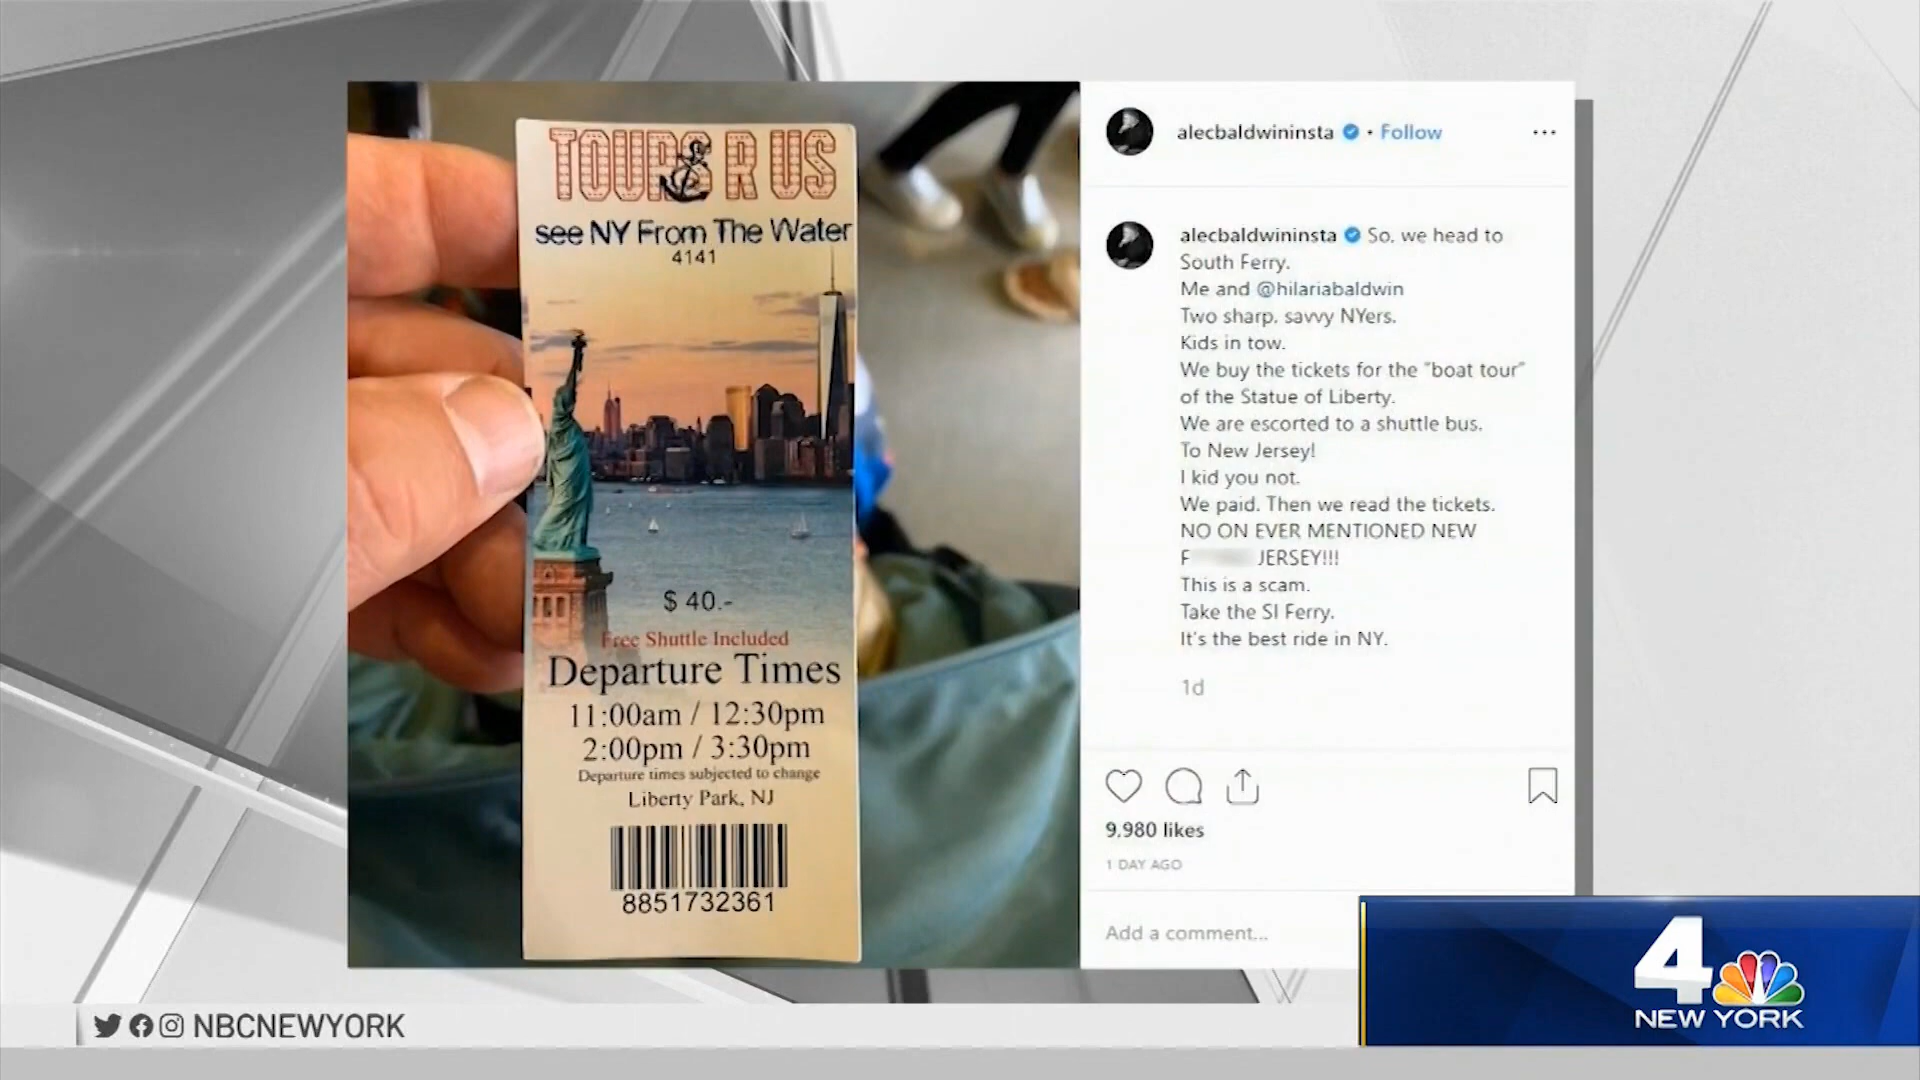 TOURS R US
see NY From The Water
4141
$ 40.-
Free Shuttle Included
Departure Times
11:00am / 12:30pm
2:00pm / 3:30pm
Departure times subjected to change
Liberty Park, NJ
8851732361
alecbaldwininsta • Follow
alecbaldwininsta So, we head to
South Ferry.
Me and @hilariabaldwin
Two sharp, savvy NYers.
Kids in tow.
We buy the tickets for the "boat tour"
of the Statue of Liberty.
We are escorted to a shuttle bus.
To New Jersey!
I kid you not.
We paid. Then we read the tickets.
NO ON EVER MENTIONED NEW
F JERSEY!!!
This is a scam.
Take the SI Ferry.
It's the best ride in NY.
1d
9,980 likes
1 DAY AGO
Add a comment...
NBCNEWYORK
4
NEW YORK